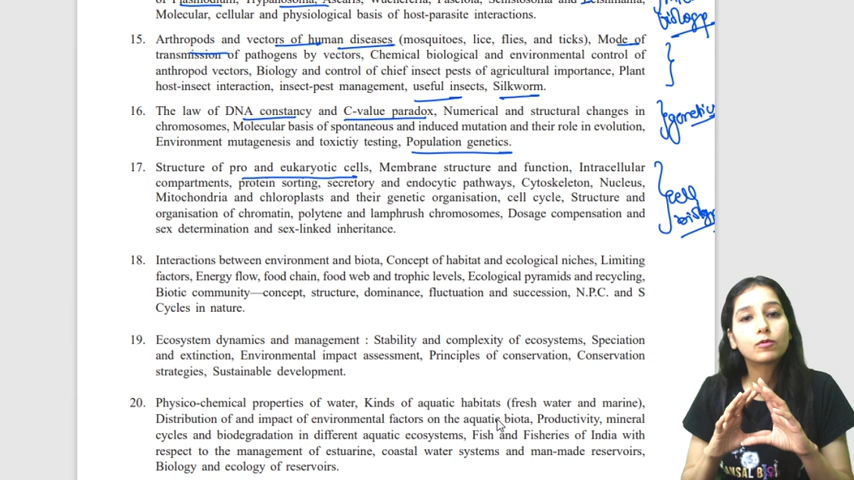 of Plasmodium, Trypanosoma, Ascaris, Wuchereria, Fasciola, Schistosoma and Leishmania,
Molecular, cellular and physiological basis of host-parasite interactions.
biology
15. Arthropods and vectors of human diseases (mosquitoes, lice, flies, and ticks), Mode of
transmission of pathogens by vectors, Chemical biological and environmental control of
anthropod vectors, Biology and control of chief insect pests of agricultural importance, Plant
host-insect interaction, insect-pest management, useful insects, Silkworm.
16. The law of DNA constancy and C-value paradox, Numerical and structural changes in
chromosomes, Molecular basis of spontaneous and induced mutation and their role in evolution,
Environment mutagenesis and toxictiy testing, Population genetics.
genetics
17. Structure of pro and eukaryotic cells, Membrane structure and function, Intracellular
compartments, protein sorting, secretory and endocytic pathways, Cytoskeleton, Nucleus,
Mitochondria and chloroplasts and their genetic organisation, cell cycle, Structure and
organisation of chromatin, polytene and lamphrush chromosomes, Dosage compensation and
sex determination and sex-linked inheritance.
cell
biology
18. Interactions between environment and biota, Concept of habitat and ecological niches, Limiting
factors, Energy flow, food chain, food web and trophic levels, Ecological pyramids and recycling,
Biotic community—concept, structure, dominance, fluctuation and succession, N.P.C. and S
Cycles in nature.
19. Ecosystem dynamics and management : Stability and complexity of ecosystems, Speciation
and extinction, Environmental impact assessment, Principles of conservation, Conservation
strategies, Sustainable development.
20. Physico-chemical properties of water, Kinds of aquatic habitats (fresh water and marine),
Distribution of and impact of environmental factors on the aquatic biota, Productivity, mineral
cycles and biodegradation in different aquatic ecosystems, Fish and Fisheries of India with
respect to the management of estuarine, coastal water systems and man-made reservoirs,
Biology and ecology of reservoirs.